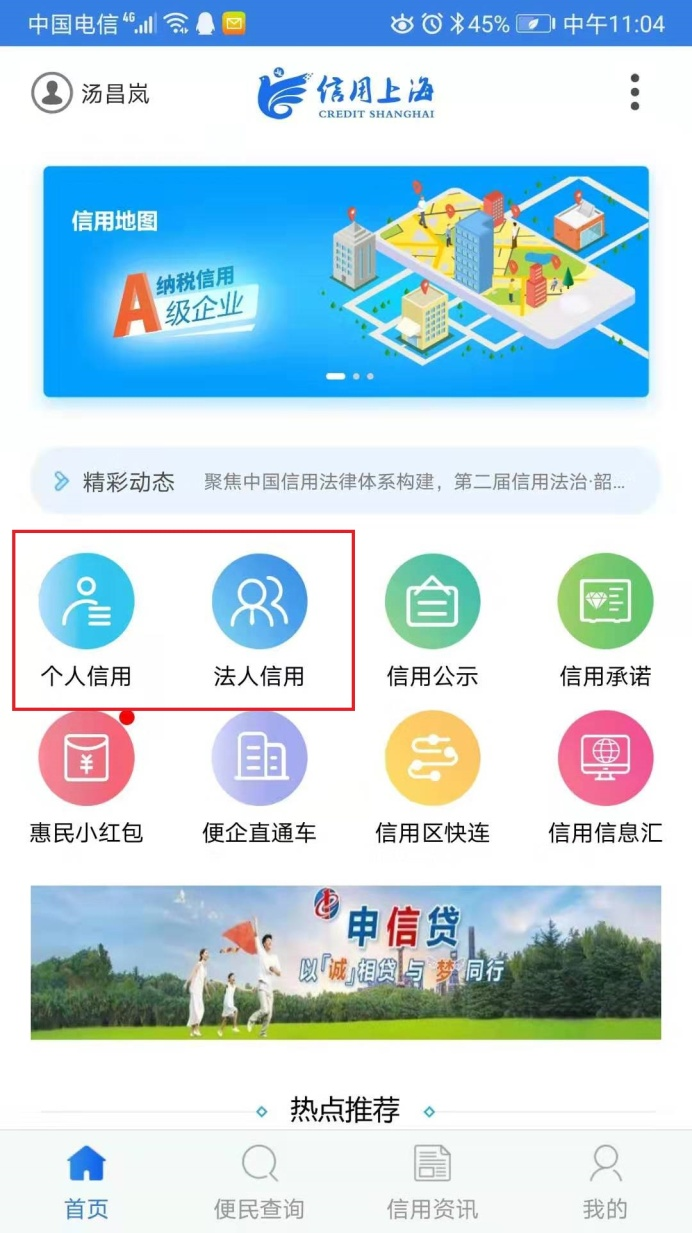 中国电信 4G 45% 中午11:04
汤昌岚
信用上海
CREDIT SHANGHAI
信用地图
A 纳税信用
级企业
精彩动态 聚焦中国信用法律体系构建，第二届信用法治·韶...
个人信用 法人信用 信用公示 信用承诺
惠民小红包 便企直通车 信用区快连 信用信息汇
申信贷
以「诚」相贷 与 梦 同行
热点推荐
首页 便民查询 信用资讯 我的